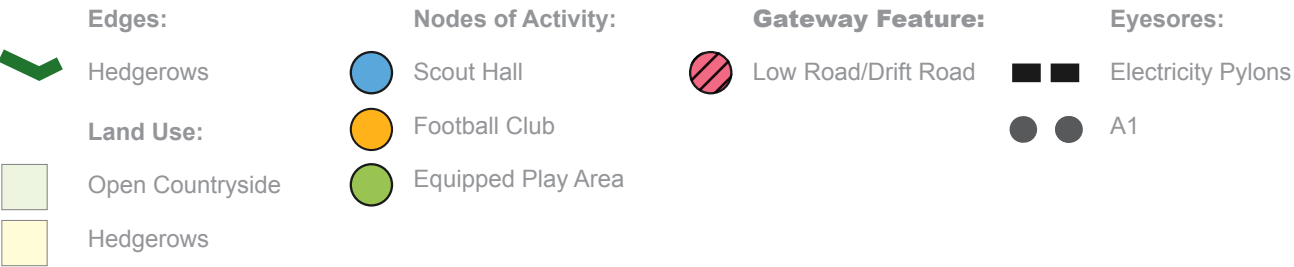 Edges:
Hedgerows
Land Use:
Open Countryside
Hedgerows
Nodes of Activity:
Scout Hall
Football Club
Equipped Play Area
Gateway Feature:
Low Road/Drift Road
Eyesores:
Electricity Pylons
A1